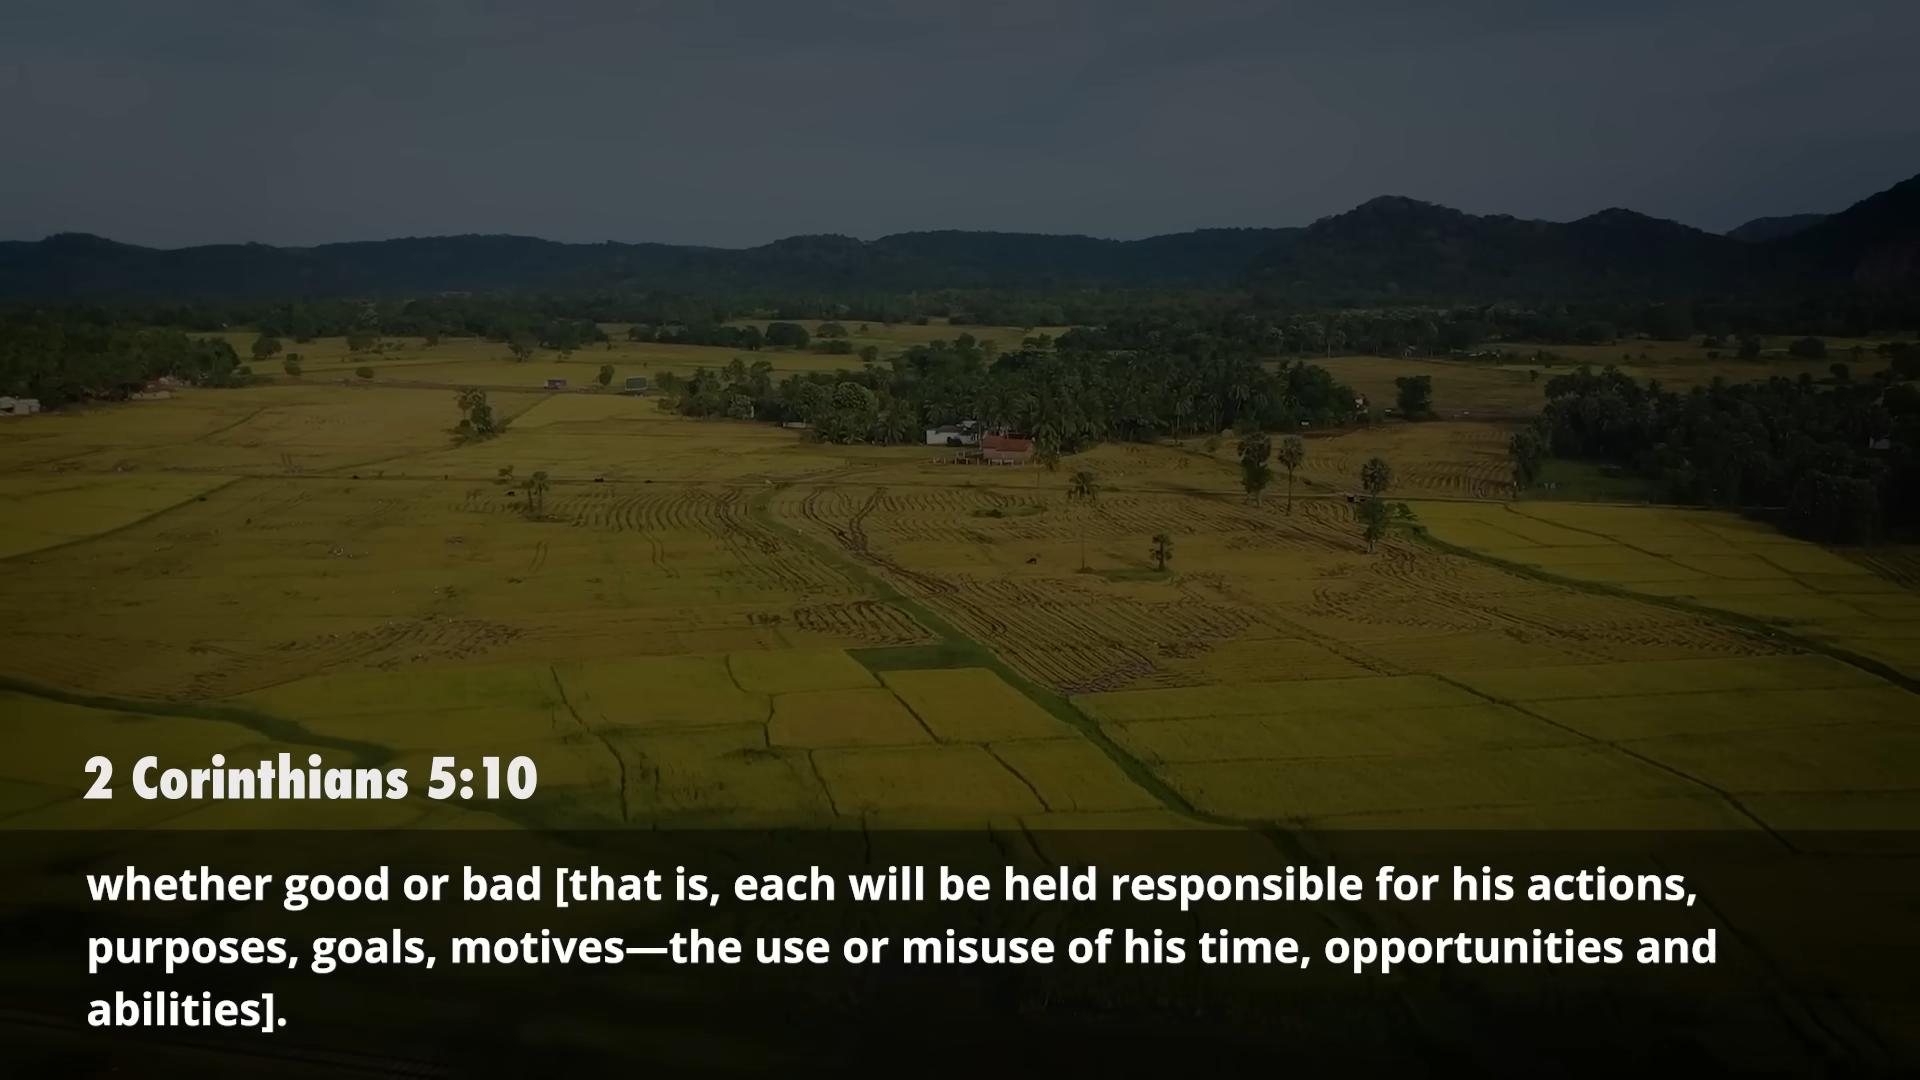 2 Corinthians 5:10
whether good or bad [that is, each will be held responsible for his actions,
purposes, goals, motives—the use or misuse of his time, opportunities and
abilities].